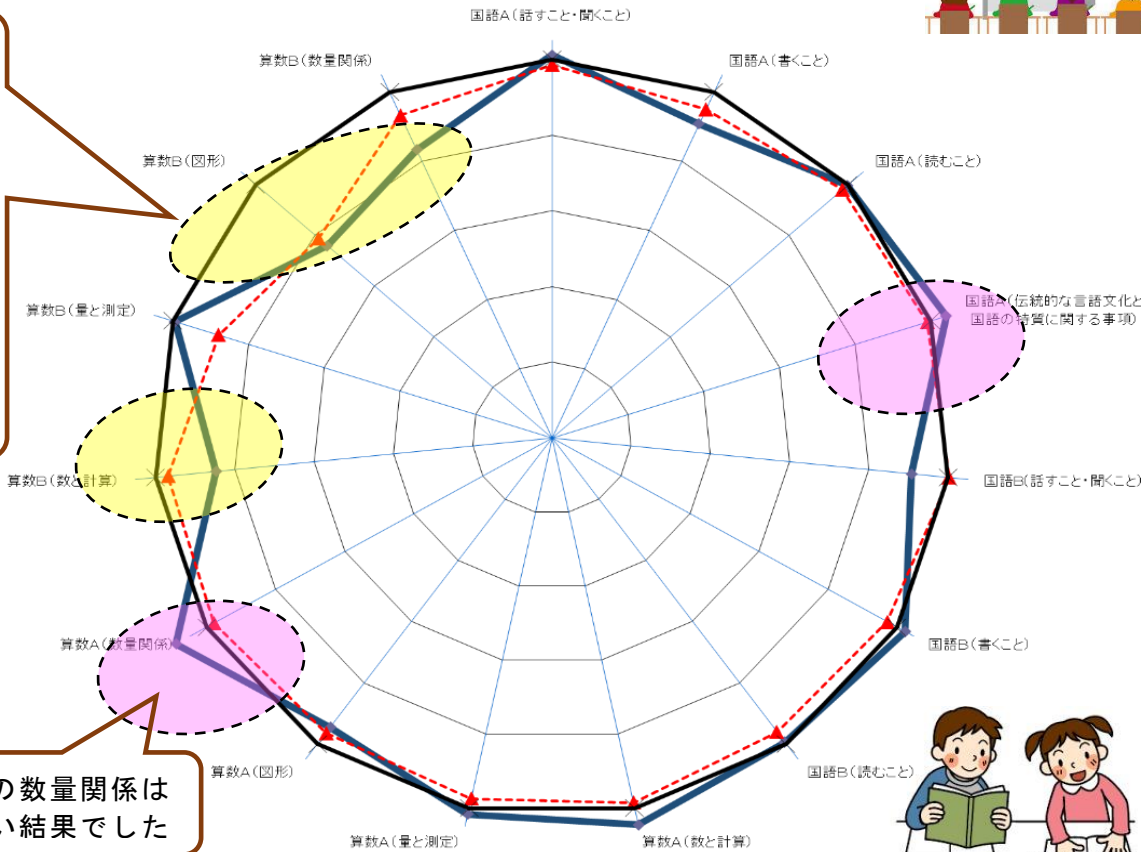 国語A(話すこと・聞くこと)
国語A(書くこと)
国語A(読むこと)
国語A(伝統的な言語文化と
国語の特質に関する事項)
国語B(話すこと・聞くこと)
国語B(書くこと)
国語B(読むこと)
算数A(数と計算)
算数A(量と測定)
算数A(図形)
算数A(数量関係)
算数B(数と計算)
算数B(量と測定)
算数B(図形)
算数B(数量関係)
の数量関係は
い結果でした